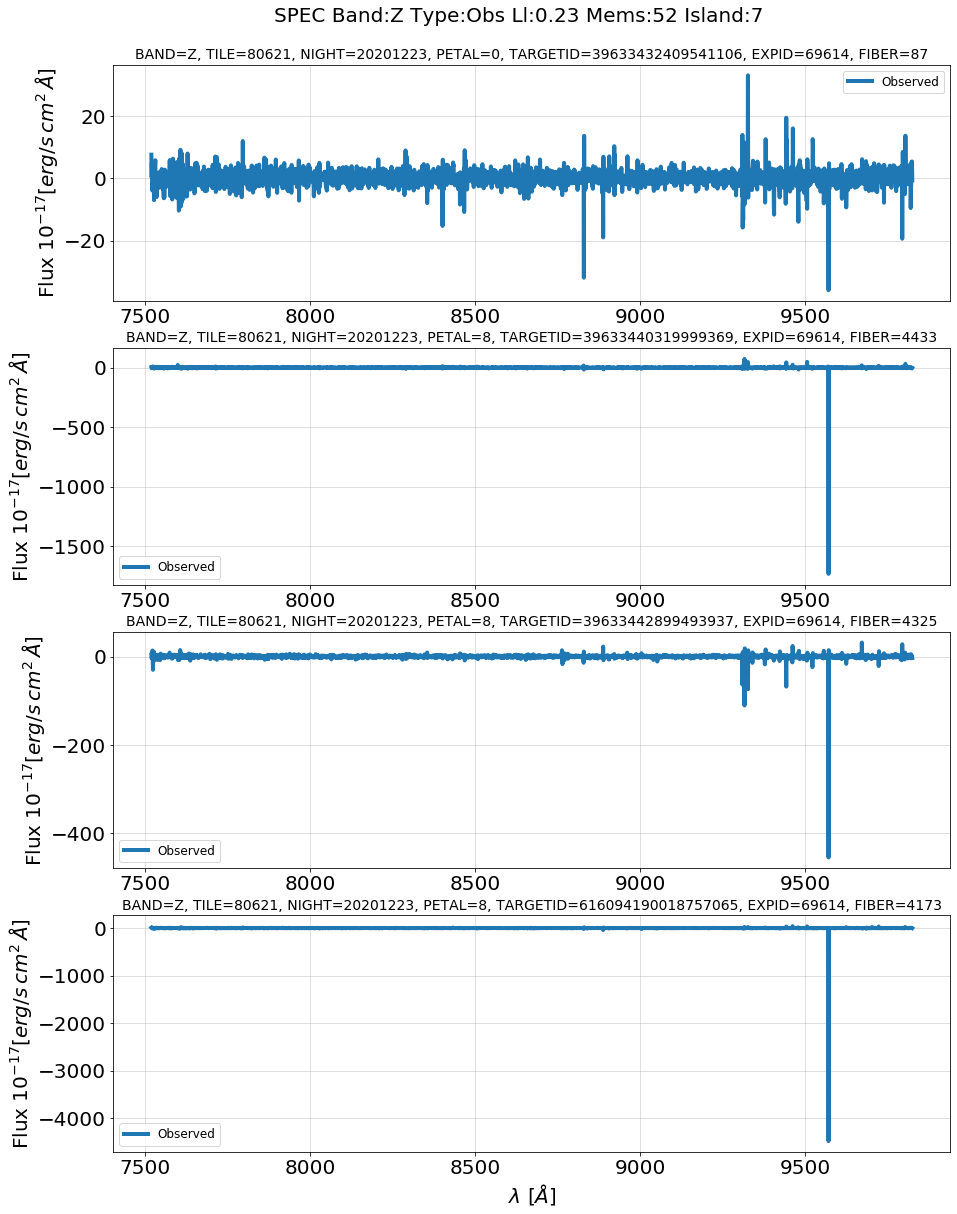 SPEC Band:Z Type:Obs Ll:0.23 Mems:52 Island:7
BAND=Z, TILE=80621, NIGHT=20201223, PETAL=0, TARGETID=39633432409541106, EXPID=69614, FIBER=87
Flux 10^{-17}[erg/s cm^2 Å]
20
0
−20
Observed
7500 8000 8500 9000 9500
BAND=Z, TILE=80621, NIGHT=20201223, PETAL=8, TARGETID=39633440319999369, EXPID=69614, FIBER=4433
Flux 10^{-17}[erg/s cm^2 Å]
0
−500
−1000
−1500
Observed
7500 8000 8500 9000 9500
BAND=Z, TILE=80621, NIGHT=20201223, PETAL=8, TARGETID=39633442899493937, EXPID=69614, FIBER=4325
Flux 10^{-17}[erg/s cm^2 Å]
0
−200
−400
Observed
7500 8000 8500 9000 9500
BAND=Z, TILE=80621, NIGHT=20201223, PETAL=8, TARGETID=616094190018757065, EXPID=69614, FIBER=4173
Flux 10^{-17}[erg/s cm^2 Å]
0
−1000
−2000
−3000
−4000
Observed
7500 8000 8500 9000 9500
λ [Å]